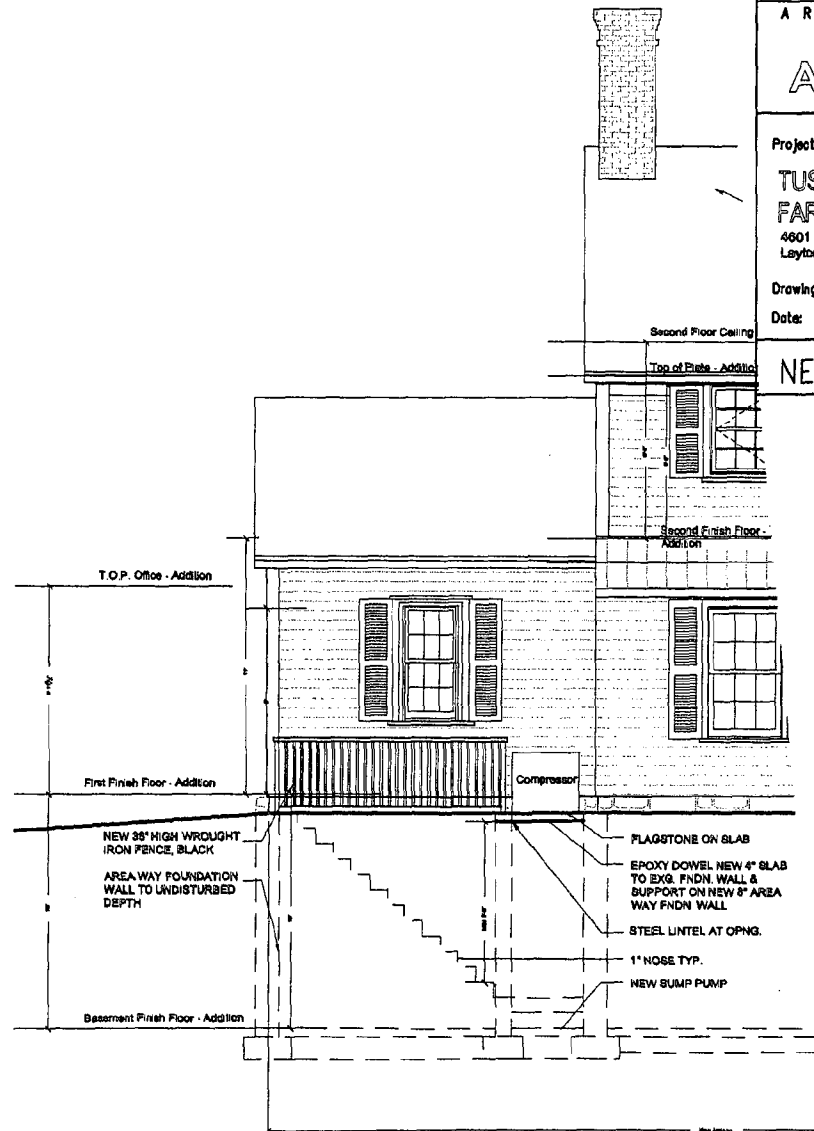 A R
A
Project
TUS
FAR
4601
Layto
Drawing
Date:
NE
Second Floor Ceiling
Top of Plate - Additio
Second Finish Floor -
Addition
T.O.P. Office - Addition
First Finish Floor - Addition
Compressor
NEW 36" HIGH WROUGHT
IRON FENCE, BLACK
AREA WAY FOUNDATION
WALL TO UNDISTURBED
DEPTH
FLAGSTONE ON SLAB
EPOXY DOWEL NEW 4" SLAB
TO EXG. FNDN. WALL &
SUPPORT ON NEW 8" AREA
WAY FNDN WALL
STEEL LINTEL AT OPNG.
1" NOSE TYP.
NEW SUMP PUMP
Basement Finish Floor - Addition